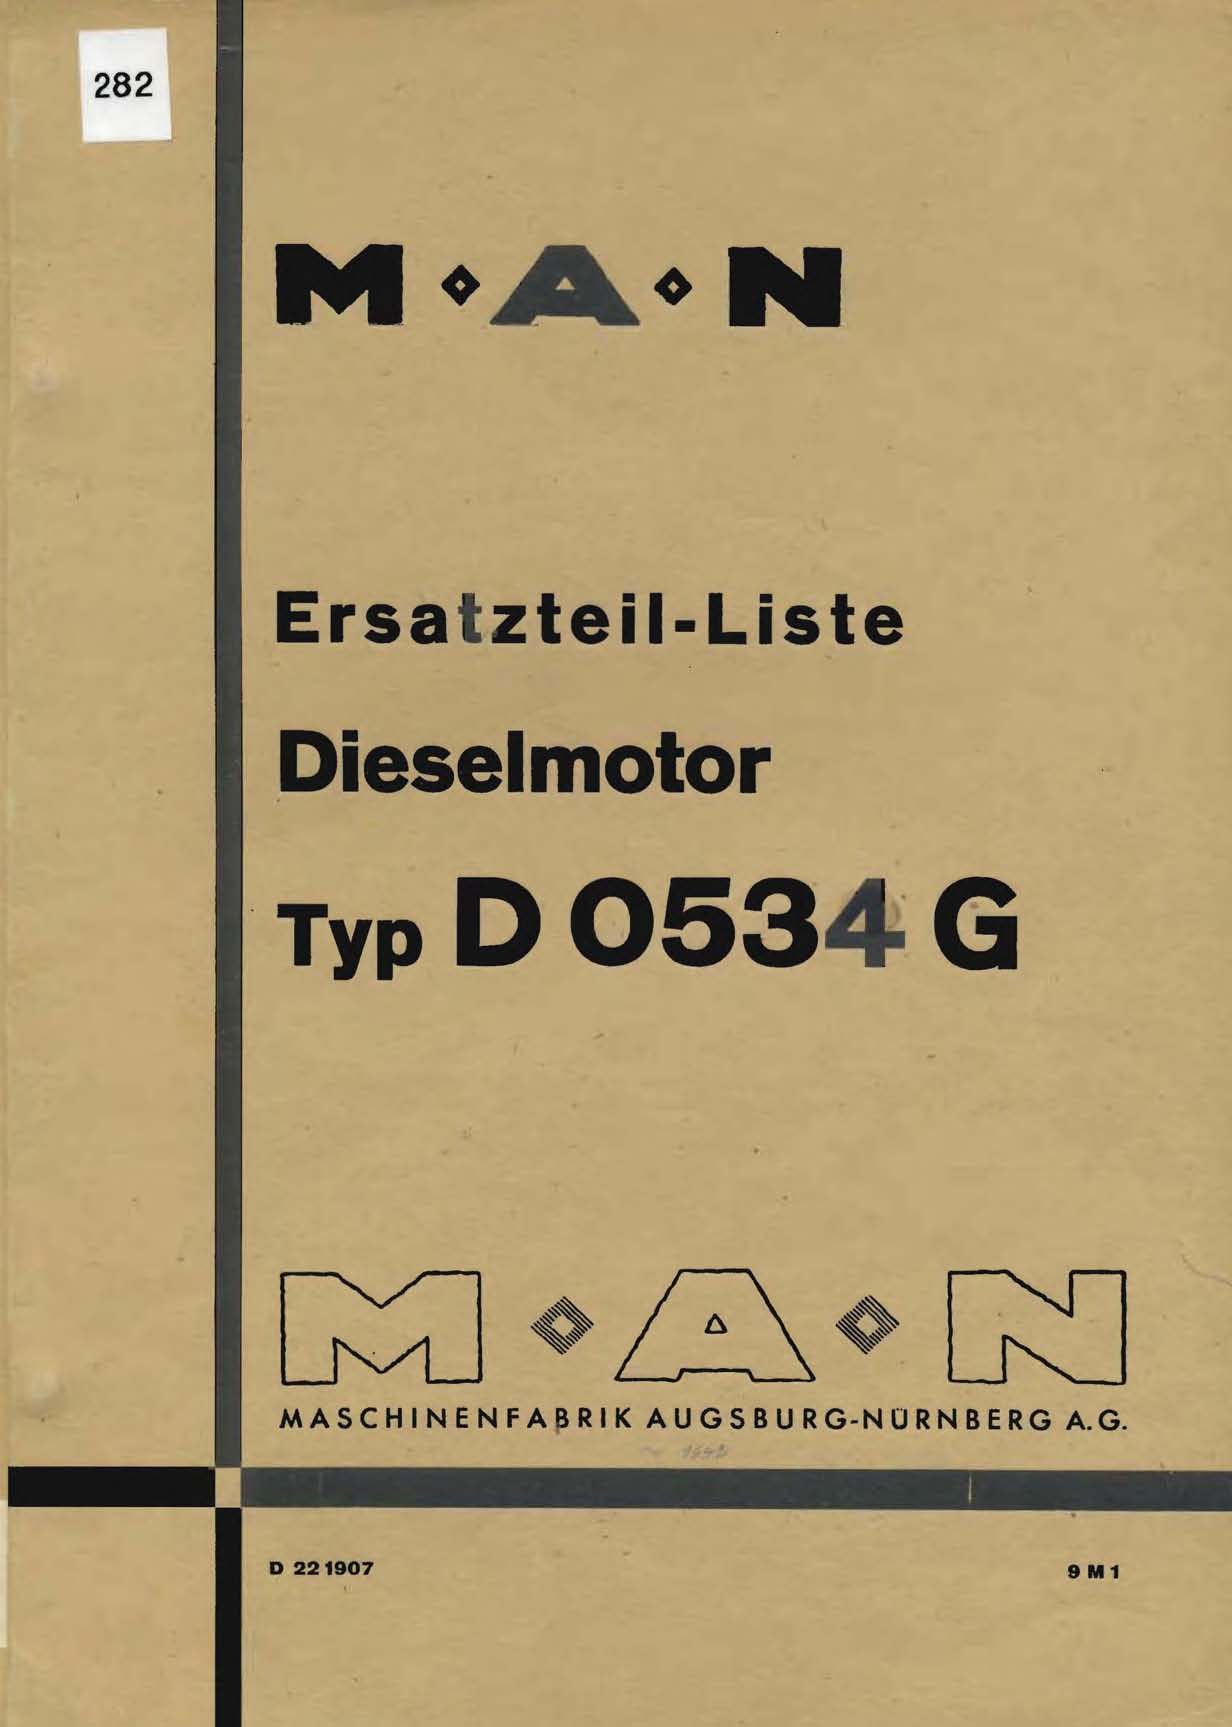 282
M·A·N
Ersatzteil-Liste
Dieselmotor
Typ D 0534 G
M·A·N
MASCHINENFABRIK AUGSBURG-NÜRNBERG A.G.
D 22 1907
9 M 1